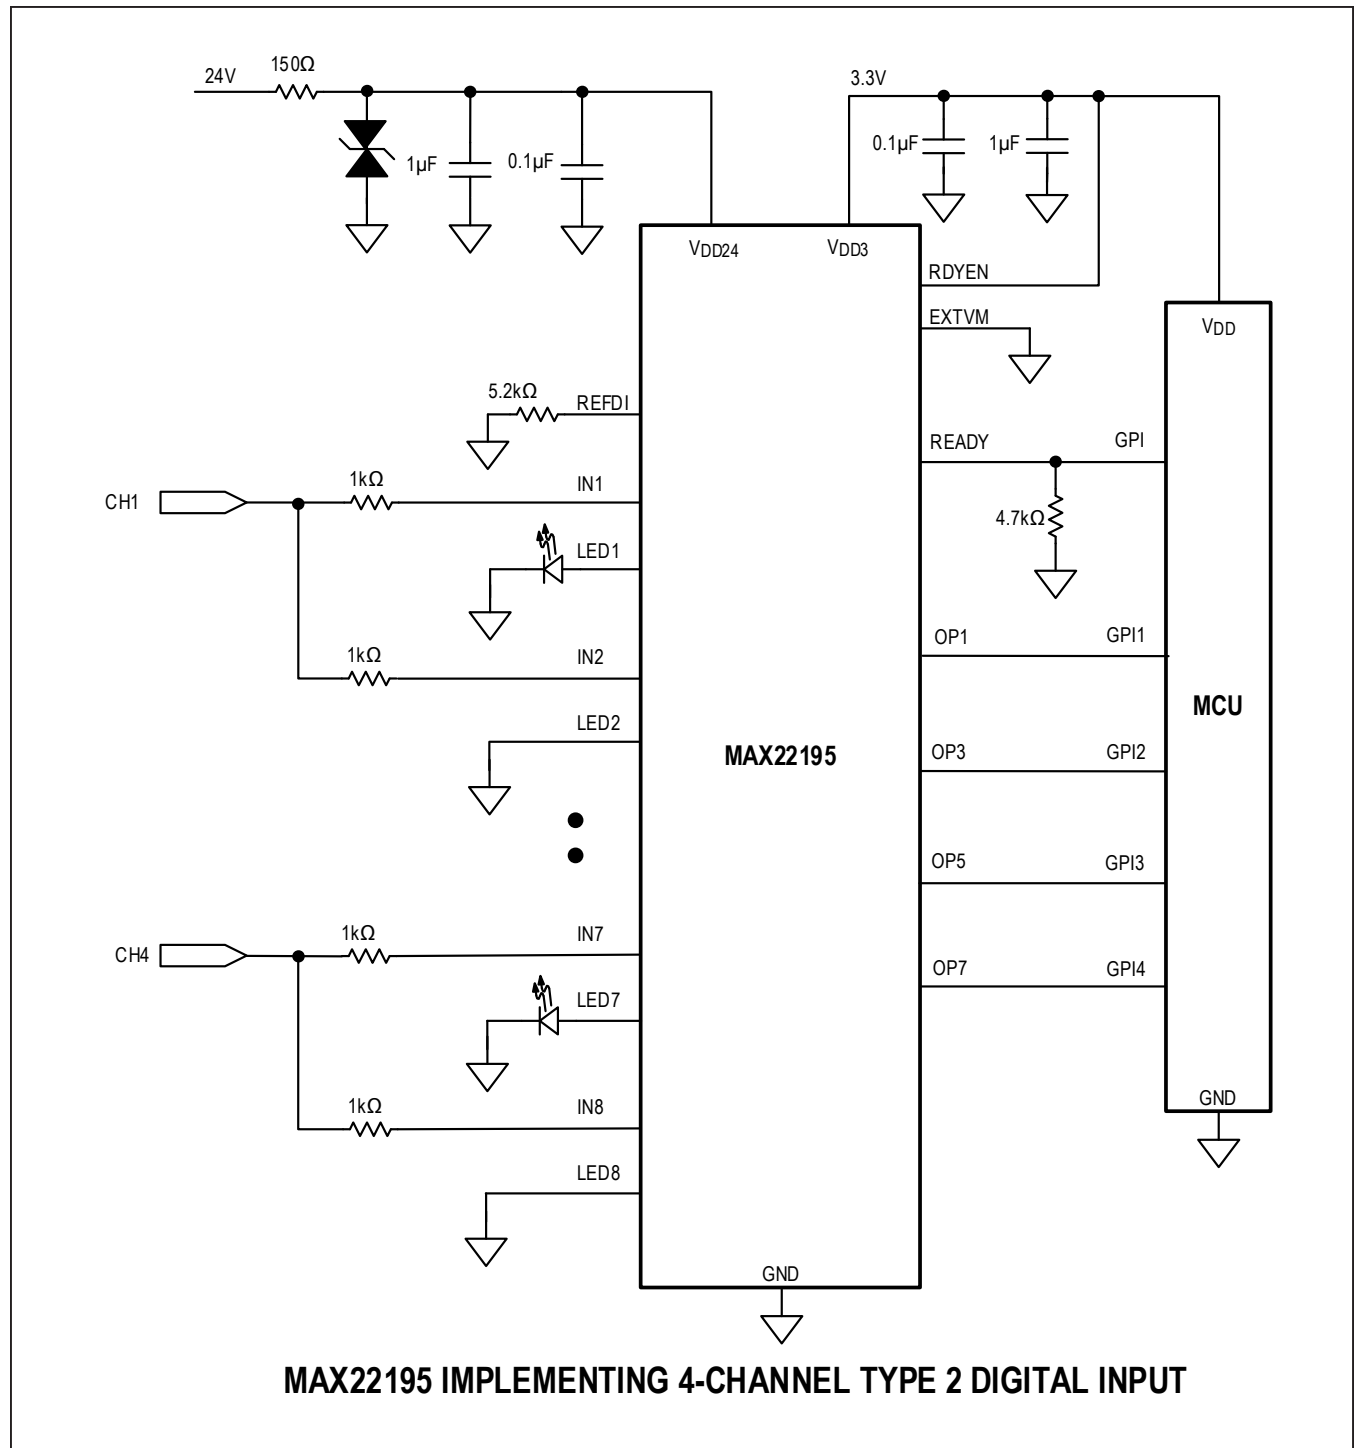 24V
150Ω
1µF
0.1µF
3.3V
0.1µF
1µF
VDD24
VDD3
RDYEN
EXTVM
VDD
5.2kΩ
REFDI
READY
GPI
CH1
1kΩ
IN1
4.7kΩ
LED1
OP1
GPI1
1kΩ
IN2
MCU
LED2
MAX22195
OP3
GPI2
OP5
GPI3
CH4
1kΩ
IN7
OP7
GPI4
LED7
1kΩ
IN8
GND
LED8
GND
MAX22195 IMPLEMENTING 4-CHANNEL TYPE 2 DIGITAL INPUT